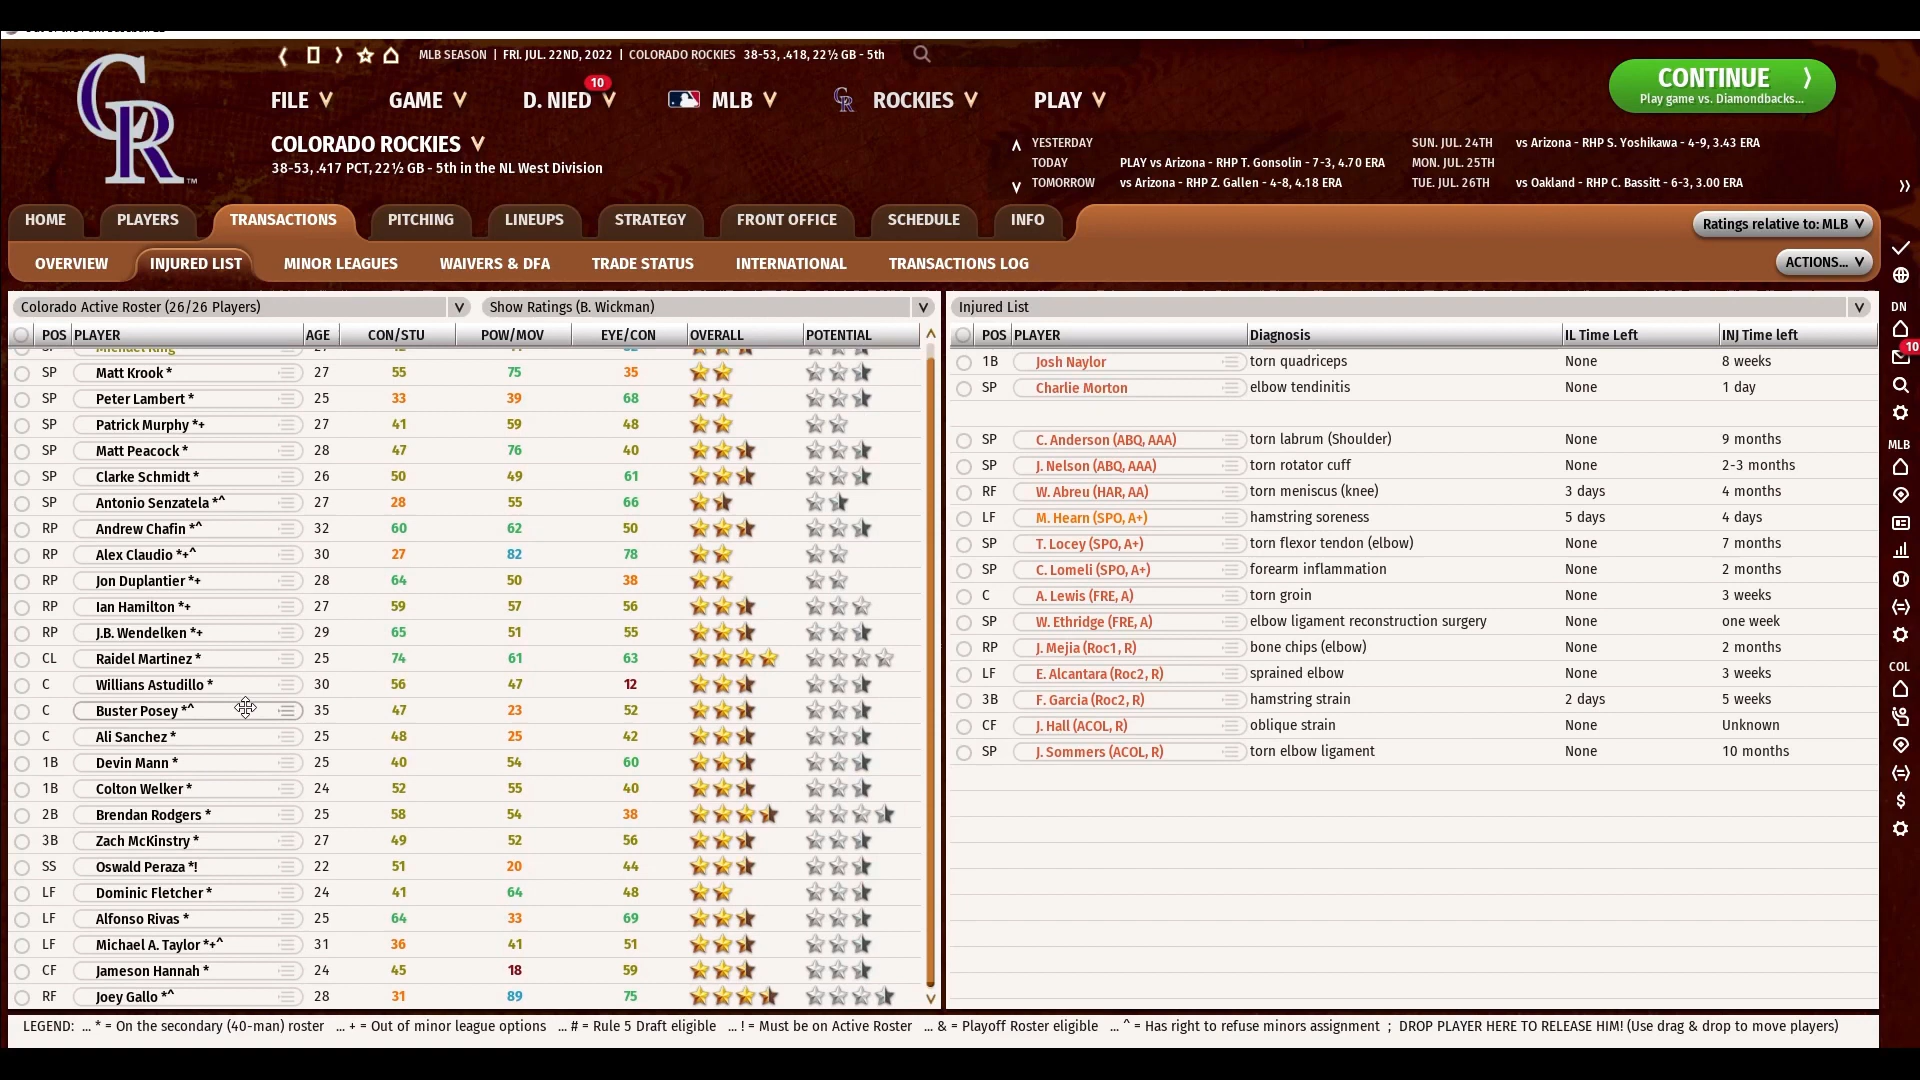 MLB SEASON | FRI. JUL. 22ND, 2022 | COLORADO ROCKIES 38-53, .418, 22½ GB - 5th
FILE GAME D. NIED 10 MLB ROCKIES PLAY
CONTINUE
Play game vs. Diamondbacks...
COLORADO ROCKIES
38-53, .417 PCT, 22½ GB - 5th in the NL West Division
YESTERDAY SUN. JUL. 24TH vs Arizona - RHP S. Yoshikawa - 4-9, 3.43 ERA
TODAY PLAY vs Arizona - RHP T. Gonsolin - 7-3, 4.70 ERA MON. JUL. 25TH
TOMORROW vs Arizona - RHP Z. Gallen - 4-8, 4.18 ERA TUE. JUL. 26TH vs Oakland - RHP C. Bassitt - 6-3, 3.00 ERA
HOME PLAYERS TRANSACTIONS PITCHING LINEUPS STRATEGY FRONT OFFICE SCHEDULE INFO
Ratings relative to: MLB
OVERVIEW INJURED LIST MINOR LEAGUES WAIVERS & DFA TRADE STATUS INTERNATIONAL TRANSACTIONS LOG
ACTIONS...
Colorado Active Roster (26/26 Players) Show Ratings (B. Wickman)
POS PLAYER AGE CON/STU POW/MOV EYE/CON OVERALL POTENTIAL
SP Matt Krook * 27 55 75 35
SP Peter Lambert * 25 33 39 68
SP Patrick Murphy *+ 27 41 59 48
SP Matt Peacock * 28 47 76 40
SP Clarke Schmidt * 26 50 49 61
SP Antonio Senzatela *^ 27 28 55 66
RP Andrew Chafin *^ 32 60 62 50
RP Alex Claudio *+^ 30 27 82 78
RP Jon Duplantier *+ 28 64 50 38
RP Ian Hamilton *+ 27 59 57 56
RP J.B. Wendelken *+ 29 65 51 55
CL Raidel Martinez * 25 74 61 63
C Willians Astudillo * 30 56 47 12
C Buster Posey *^ 35 47 23 52
C Ali Sanchez * 25 48 25 42
1B Devin Mann * 25 40 54 60
1B Colton Welker * 24 52 55 40
2B Brendan Rodgers * 25 58 54 38
3B Zach McKinstry * 27 49 52 56
SS Oswald Peraza *! 22 51 20 44
LF Dominic Fletcher * 24 41 64 48
LF Alfonso Rivas * 25 64 33 69
LF Michael A. Taylor *+^ 31 36 41 51
CF Jameson Hannah * 24 45 18 59
RF Joey Gallo *^ 28 31 89 75
Injured List
POS PLAYER Diagnosis IL Time Left INJ Time left
1B Josh Naylor torn quadriceps None 8 weeks
SP Charlie Morton elbow tendinitis None 1 day
SP C. Anderson (ABQ, AAA) torn labrum (Shoulder) None 9 months
SP J. Nelson (ABQ, AAA) torn rotator cuff None 2-3 months
RF W. Abreu (HAR, AA) torn meniscus (knee) 3 days 4 months
LF M. Hearn (SPO, A+) hamstring soreness 5 days 4 days
SP T. Locey (SPO, A+) torn flexor tendon (elbow) None 7 months
SP C. Lomeli (SPO, A+) forearm inflammation None 2 months
C A. Lewis (FRE, A) torn groin None 3 weeks
SP W. Ethridge (FRE, A) elbow ligament reconstruction surgery None one week
RP J. Mejia (Roc1, R) bone chips (elbow) None 2 months
LF E. Alcantara (Roc2, R) sprained elbow None 3 weeks
3B F. Garcia (Roc2, R) hamstring strain 2 days 5 weeks
CF J. Hall (ACOL, R) oblique strain None Unknown
SP J. Sommers (ACOL, R) torn elbow ligament None 10 months
DN
10
MLB
COL
LEGEND: ... * = On the secondary (40-man) roster ... + = Out of minor league options ... # = Rule 5 Draft eligible ... ! = Must be on Active Roster ... & = Playoff Roster eligible ... ^ = Has right to refuse minors assignment ; DROP PLAYER HERE TO RELEASE HIM! (Use drag & drop to move players)